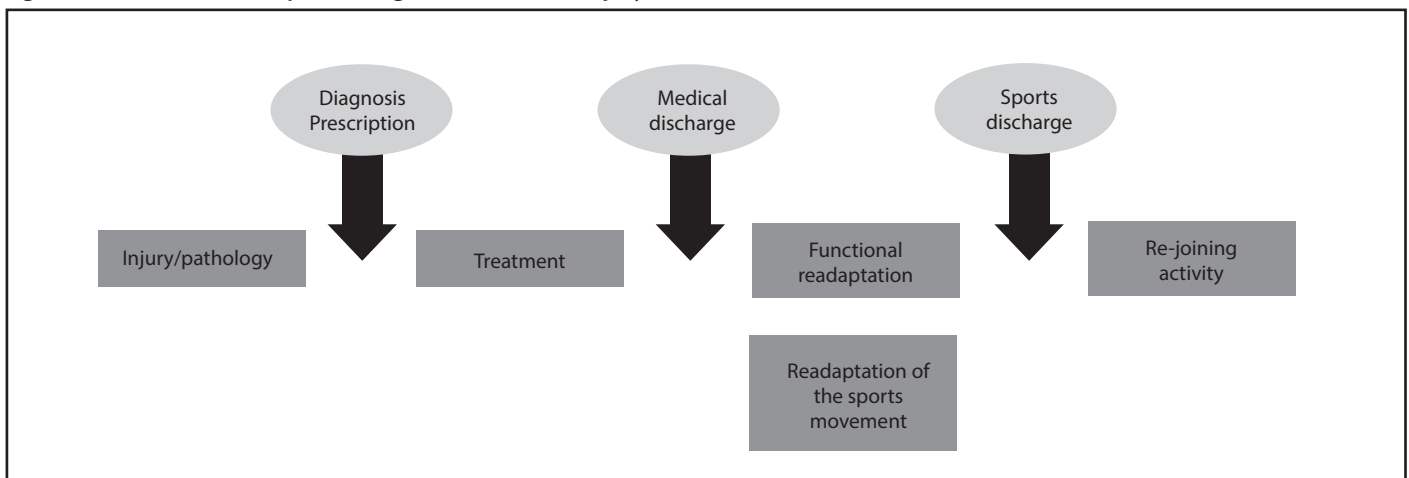 Diagnosis
Prescription
Medical
discharge
Sports
discharge
Injury/pathology
Treatment
Functional
readaptation
Re-joining
activity
Readaptation of
the sports
movement